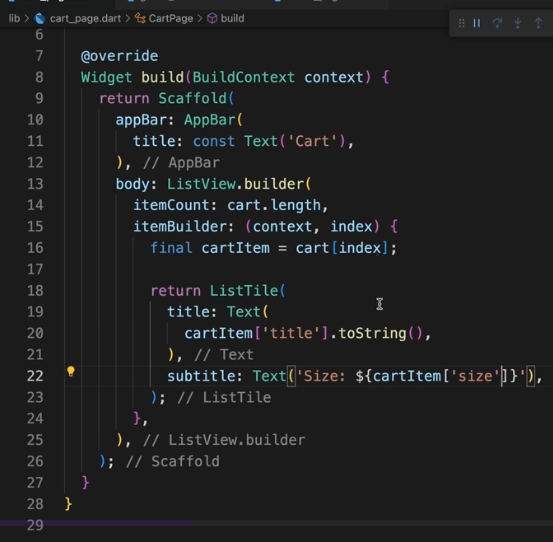 lib > cart_page.dart > CartPage > build
6
7 @override
8 Widget build(BuildContext context) {
9 return Scaffold(
10 appBar: AppBar(
11 title: const Text('Cart'),
12 ), // AppBar
13 body: ListView.builder(
14 itemCount: cart.length,
15 itemBuilder: (context, index) {
16 final cartItem = cart[index];
17
18 return ListTile(
19 title: Text(
20 cartItem['title'].toString(),
21 ), // Text
22 subtitle: Text('Size: ${cartItem['size']}'),
23 ); // ListTile
24 },
25 ), // ListView.builder
26 ); // Scaffold
27 }
28 }
29